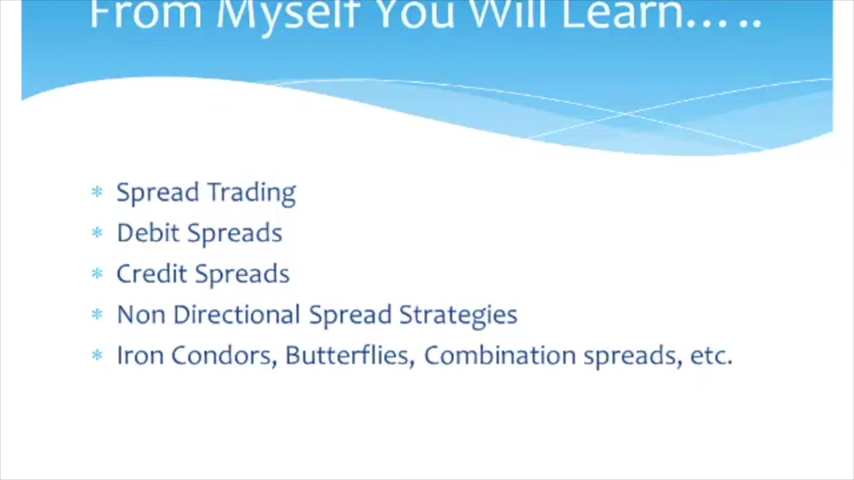 From Myself You Will Learn… ..
* Spread Trading
* Debit Spreads
* Credit Spreads
* Non Directional Spread Strategies
* Iron Condors, Butterflies, Combination spreads, etc.